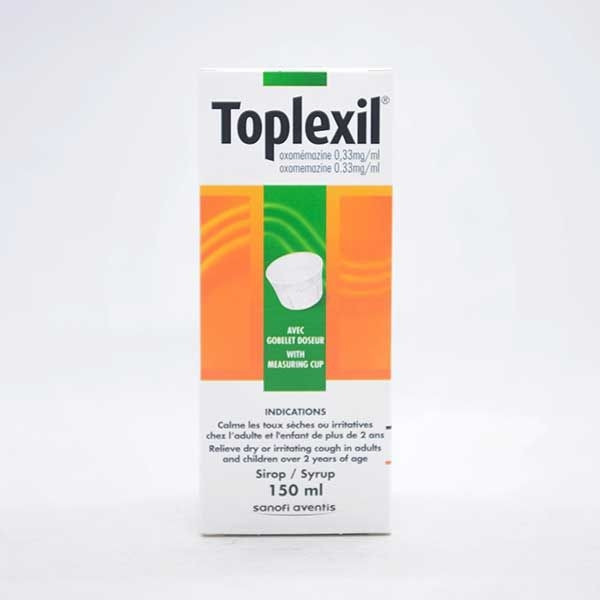 Toplexil®
oxomémazine 0,33mg/ml
oxomemazine 0.33mg/ml
AVEC
GOBELET DOSEUR
WITH
MEASURING CUP
INDICATIONS
Calme les toux sèches ou irritatives
chez l'adulte et l'enfant de plus de 2 ans
Relieve dry or irritating cough in adults
and children over 2 years of age
Sirop / Syrup
150 ml
sanofi aventis